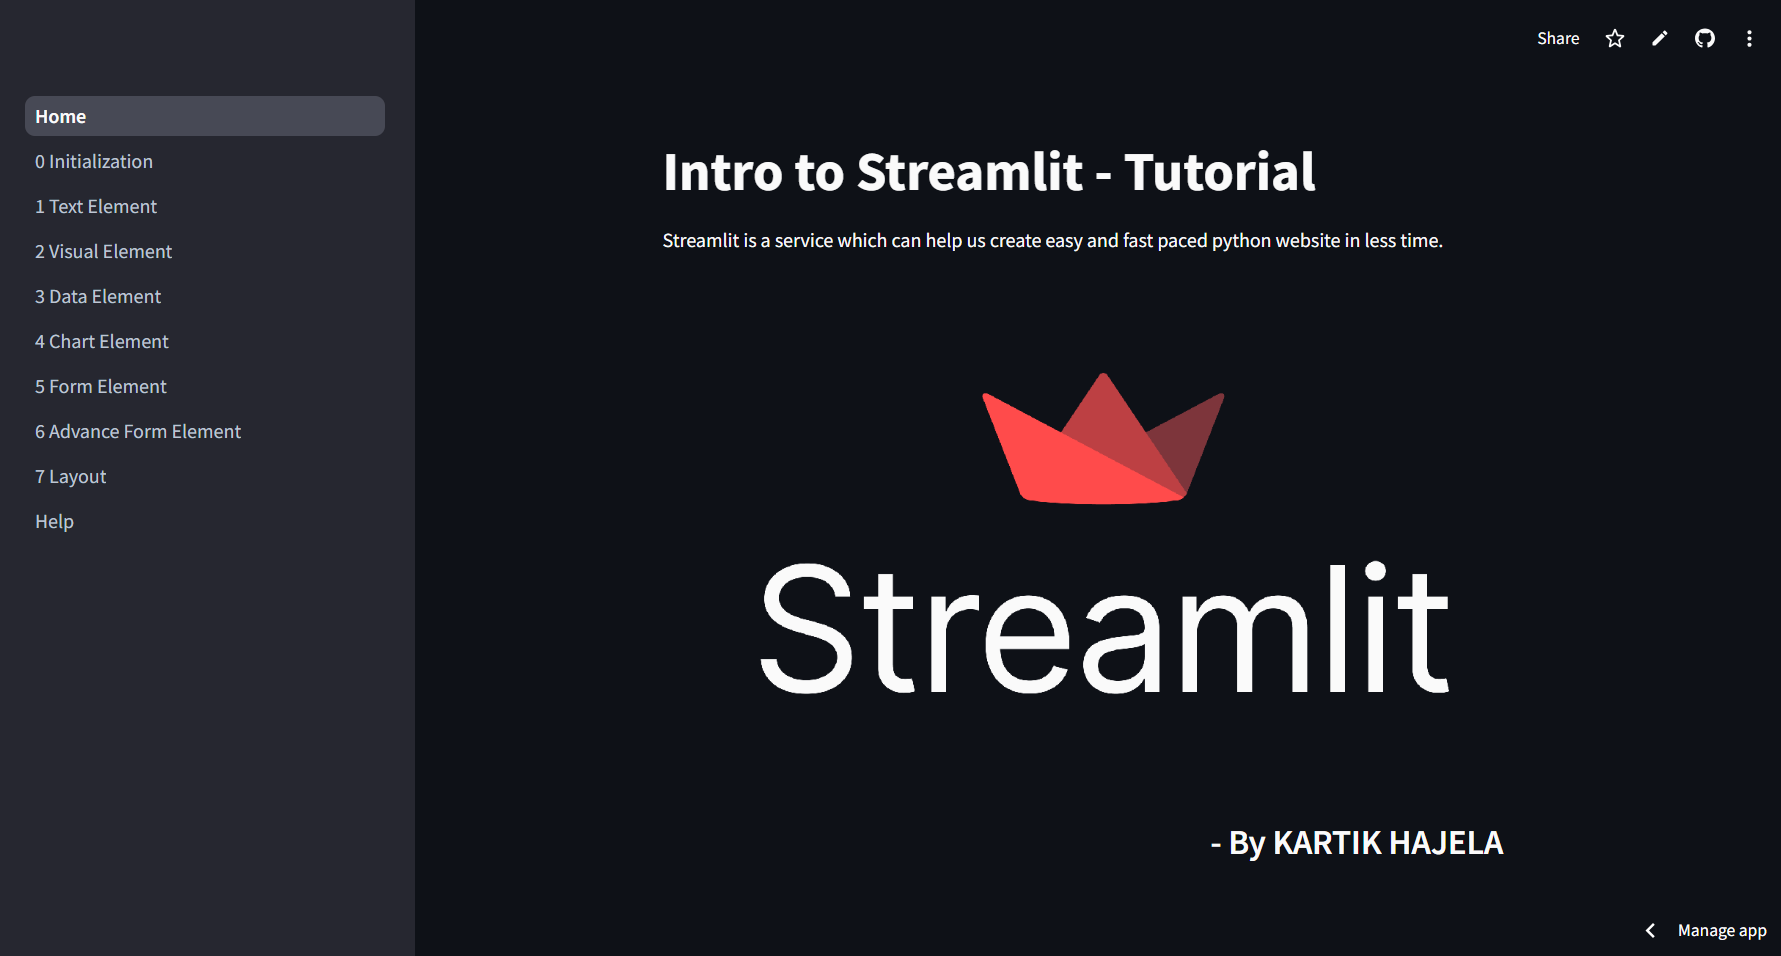 Share
Home
0 Initialization
1 Text Element
2 Visual Element
3 Data Element
4 Chart Element
5 Form Element
6 Advance Form Element
7 Layout
Help
Intro to Streamlit - Tutorial
Streamlit is a service which can help us create easy and fast paced python website in less time.
Streamlit
- By KARTIK HAJELA
Manage app